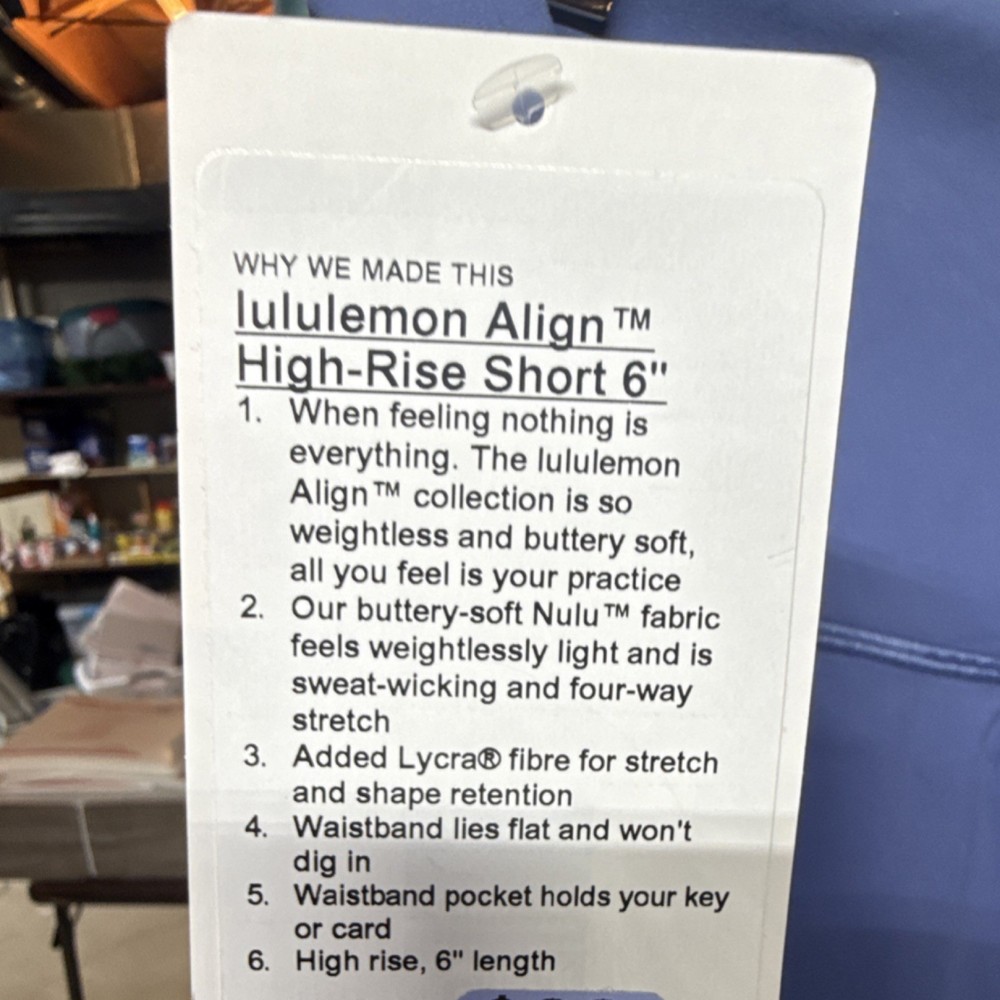 WHY WE MADE THIS
lululemon Align™
High-Rise Short 6"
1. When feeling nothing is
everything. The lululemon
Align™ collection is so
weightless and buttery soft,
all you feel is your practice
2. Our buttery-soft Nulu™ fabric
feels weightlessly light and is
sweat-wicking and four-way
stretch
3. Added Lycra® fibre for stretch
and shape retention
4. Waistband lies flat and won't
dig in
5. Waistband pocket holds your key
or card
6. High rise, 6" length